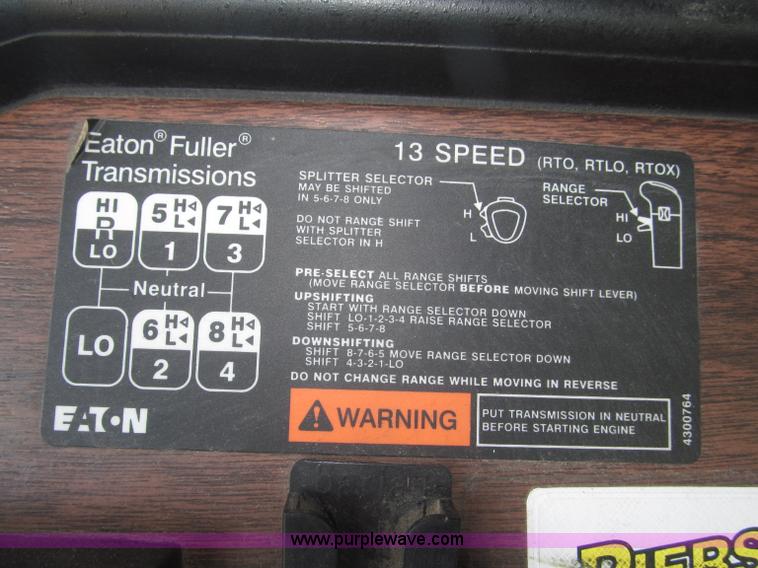 Eaton® Fuller®
Transmissions
13 SPEED (RTO, RTLO, RTOX)
HI
R
LO
5 H
L
1
7 H
L
3
Neutral
LO
6 H
L
2
8 H
L
4
EATON
SPLITTER SELECTOR
MAY BE SHIFTED
IN 5-6-7-8 ONLY
DO NOT RANGE SHIFT
WITH SPLITTER
SELECTOR IN H
H
L
RANGE
SELECTOR
HI
LO
PRE-SELECT ALL RANGE SHIFTS
(MOVE RANGE SELECTOR BEFORE MOVING SHIFT LEVER)
UPSHIFTING
START WITH RANGE SELECTOR DOWN
SHIFT LO-1-2-3-4 RAISE RANGE SELECTOR
SHIFT 5-6-7-8
DOWNSHIFTING
SHIFT 8-7-6-5 MOVE RANGE SELECTOR DOWN
SHIFT 4-3-2-1-LO
DO NOT CHANGE RANGE WHILE MOVING IN REVERSE
WARNING
PUT TRANSMISSION IN NEUTRAL
BEFORE STARTING ENGINE
4300764
www.purplewave.com